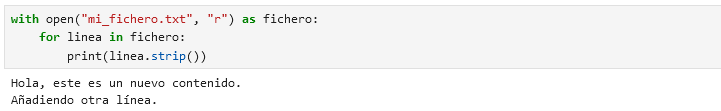 with open("mi_fichero.txt", "r") as fichero:
    for linea in fichero:
        print(linea.strip())
Hola, este es un nuevo contenido.
Añadiendo otra línea.